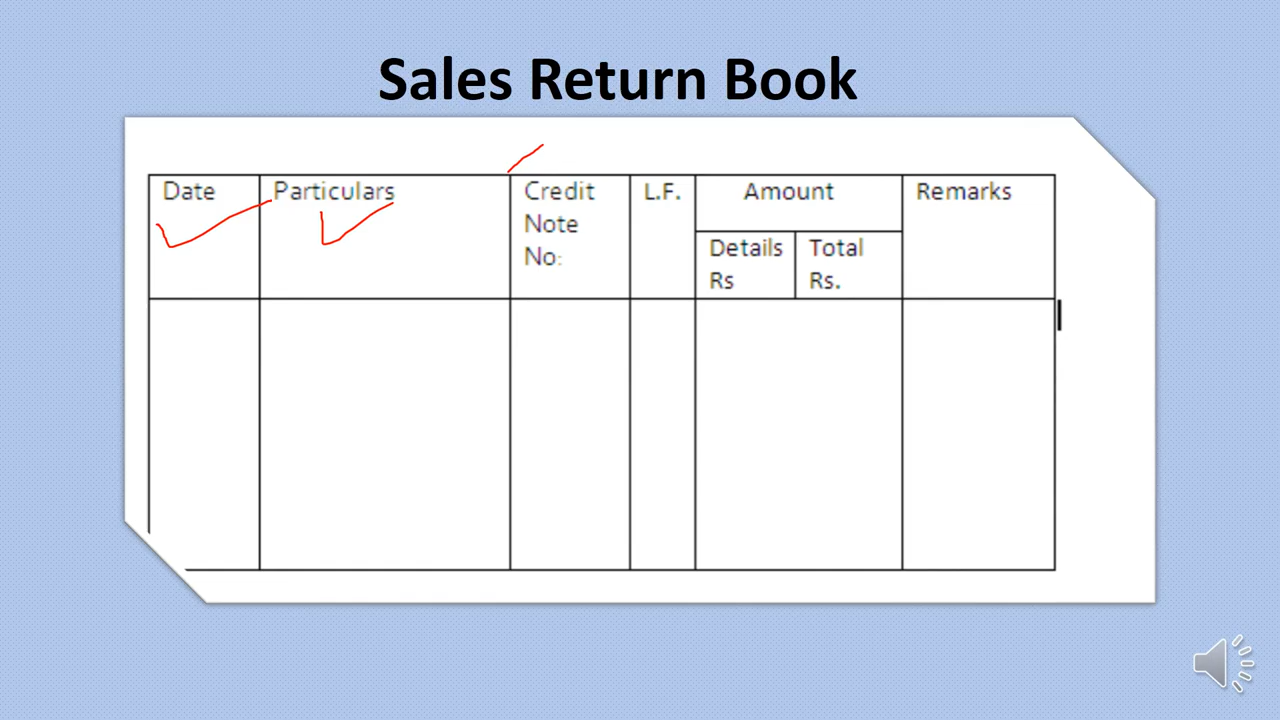 Sales Return Book
Date Particulars Credit Note No: L.F. Amount Remarks
Details Rs Total Rs.